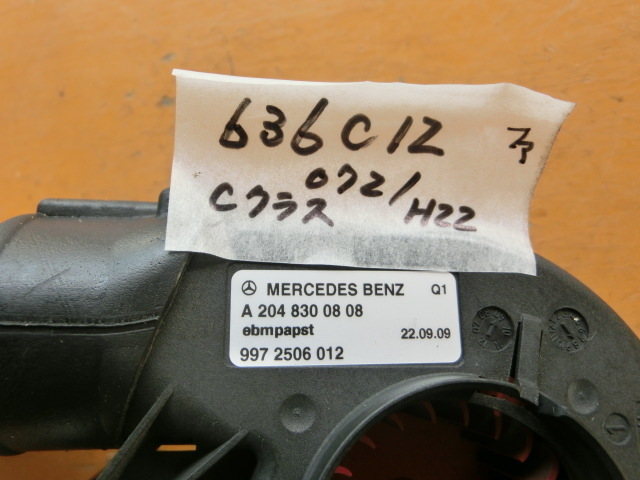 636C12
0721
Cクラス / H22
MERCEDES BENZ Q1
A 204 830 08 08
ebmpapst 22.09.09
997 2506 012